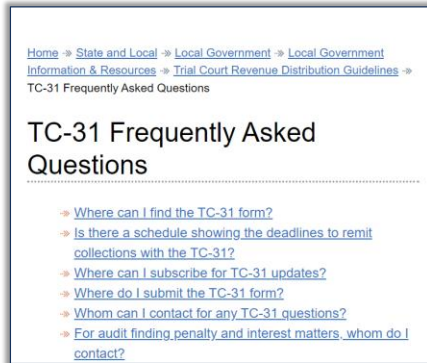 Home -» State and Local -» Local Government -» Local Government
Information & Resources -» Trial Court Revenue Distribution Guidelines -»
TC-31 Frequently Asked Questions
TC-31 Frequently Asked
Questions
-» Where can I find the TC-31 form?
-» Is there a schedule showing the deadlines to remit
collections with the TC-31?
-» Where can I subscribe for TC-31 updates?
-» Where do I submit the TC-31 form?
-» Whom can I contact for any TC-31 questions?
-» For audit finding penalty and interest matters, whom do I
contact?